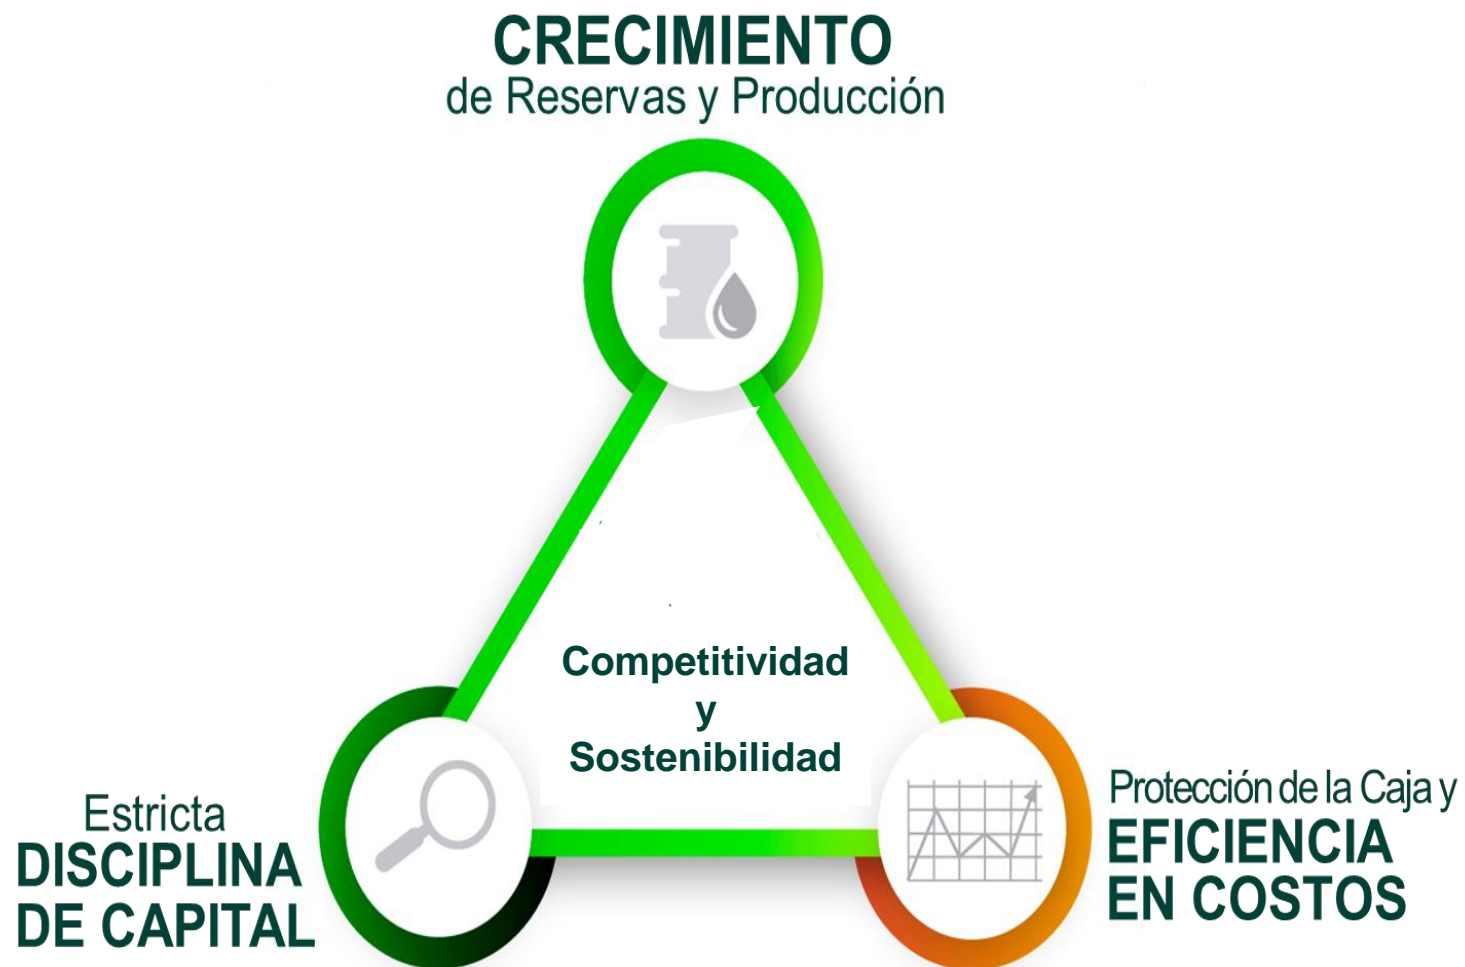 CRECIMIENTO
de Reservas y Producción
Competitividad
y
Sostenibilidad
Estricta
DISCIPLINA
DE CAPITAL
Protección de la Caja y
EFICIENCIA
EN COSTOS